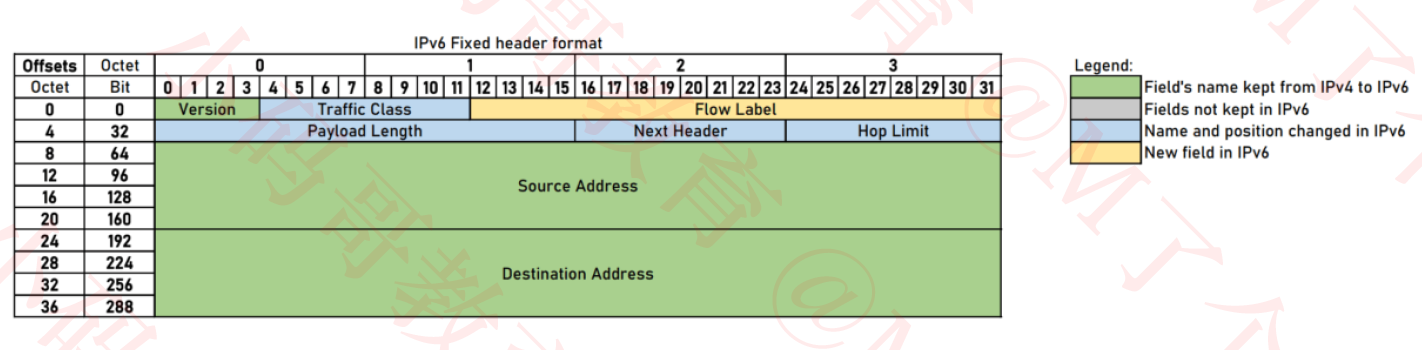 IPv6 Fixed header format
Offsets Octet 0 1 2 3
Octet Bit 0 1 2 3 4 5 6 7 8 9 10 11 12 13 14 15 16 17 18 19 20 21 22 23 24 25 26 27 28 29 30 31
0 0 Version Traffic Class Flow Label
4 32 Payload Length Next Header Hop Limit
8 64
12 96
Source Address
16 128
20 160
24 192
28 224
Destination Address
32 256
36 288
Legend:
Field's name kept from IPv4 to IPv6
Fields not kept in IPv6
Name and position changed in IPv6
New field in IPv6